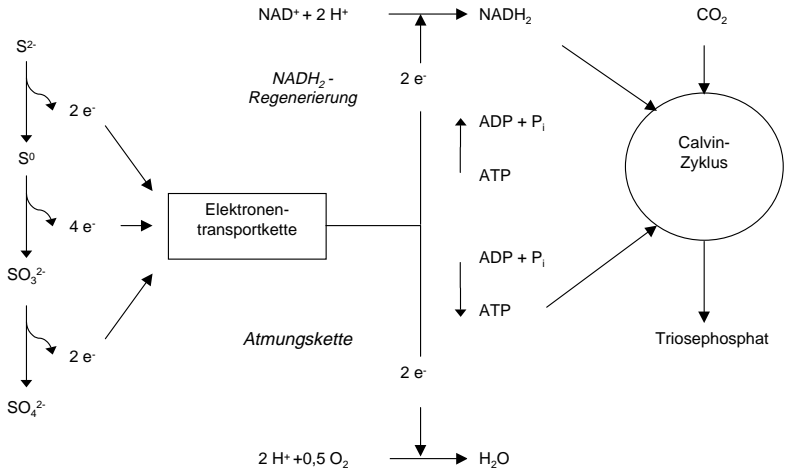 NAD⁺ + 2 H⁺
NADH₂
CO₂
S²⁻
2 e⁻
NADH₂ -
Regenerierung
2 e⁻
ADP + Pᵢ
ATP
Calvin-
Zyklus
S⁰
4 e⁻
Elektronen-
transportkette
SO₃²⁻
ADP + Pᵢ
ATP
2 e⁻
Atmungskette
Triosephosphat
2 e⁻
SO₄²⁻
2 H⁺ +0,5 O₂
H₂O